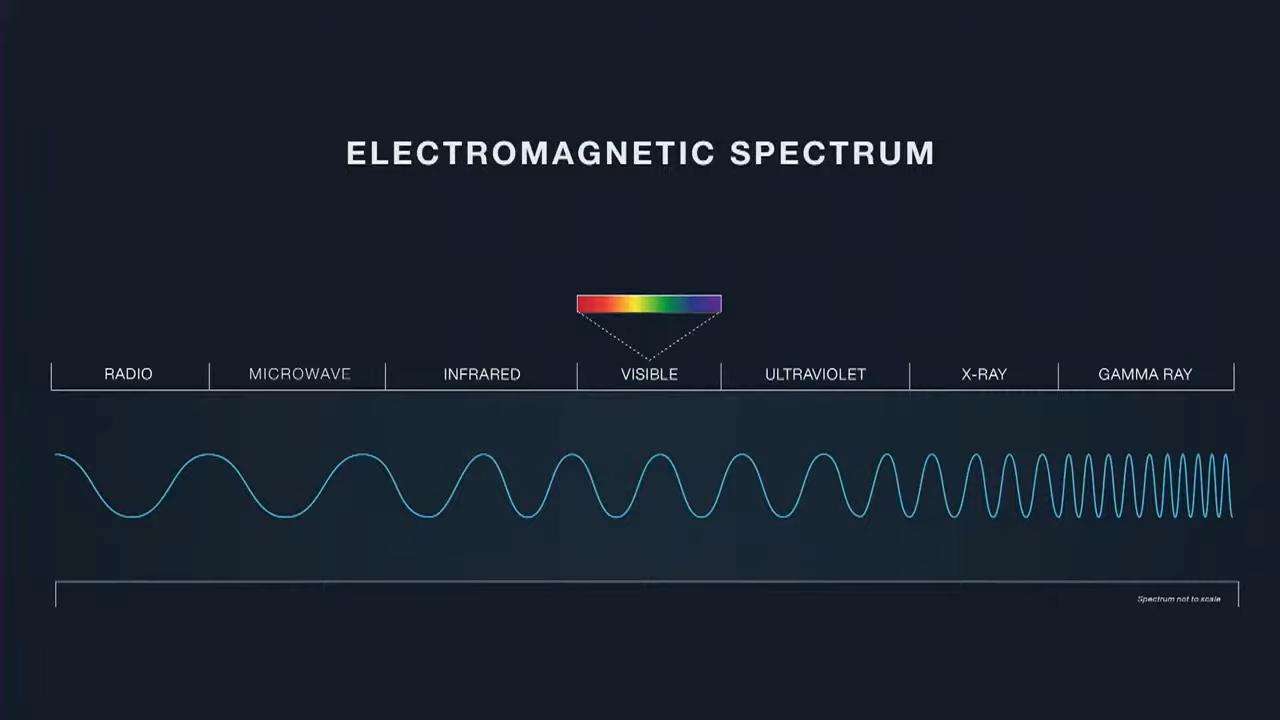 ELECTROMAGNETIC SPECTRUM
RADIO MICROWAVE INFRARED VISIBLE ULTRAVIOLET X-RAY GAMMA RAY
Spectrum not to scale